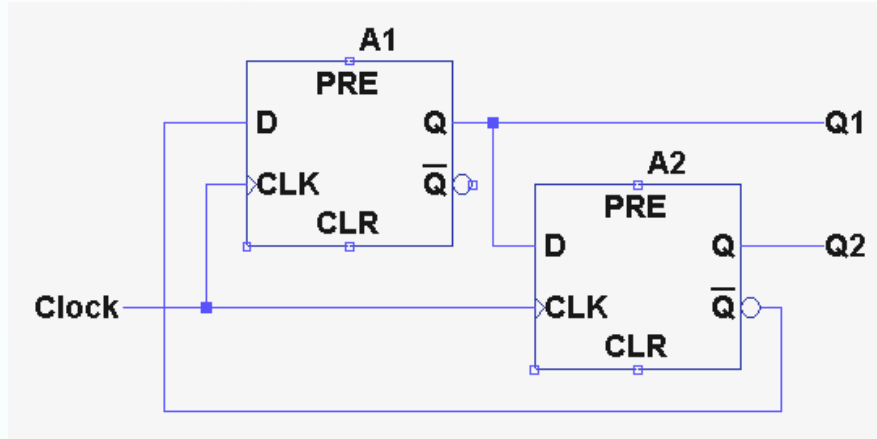 A1
PRE
D Q Q1
CLK Q̅
CLR
A2
PRE
D Q Q2
Clock CLK Q̅
CLR